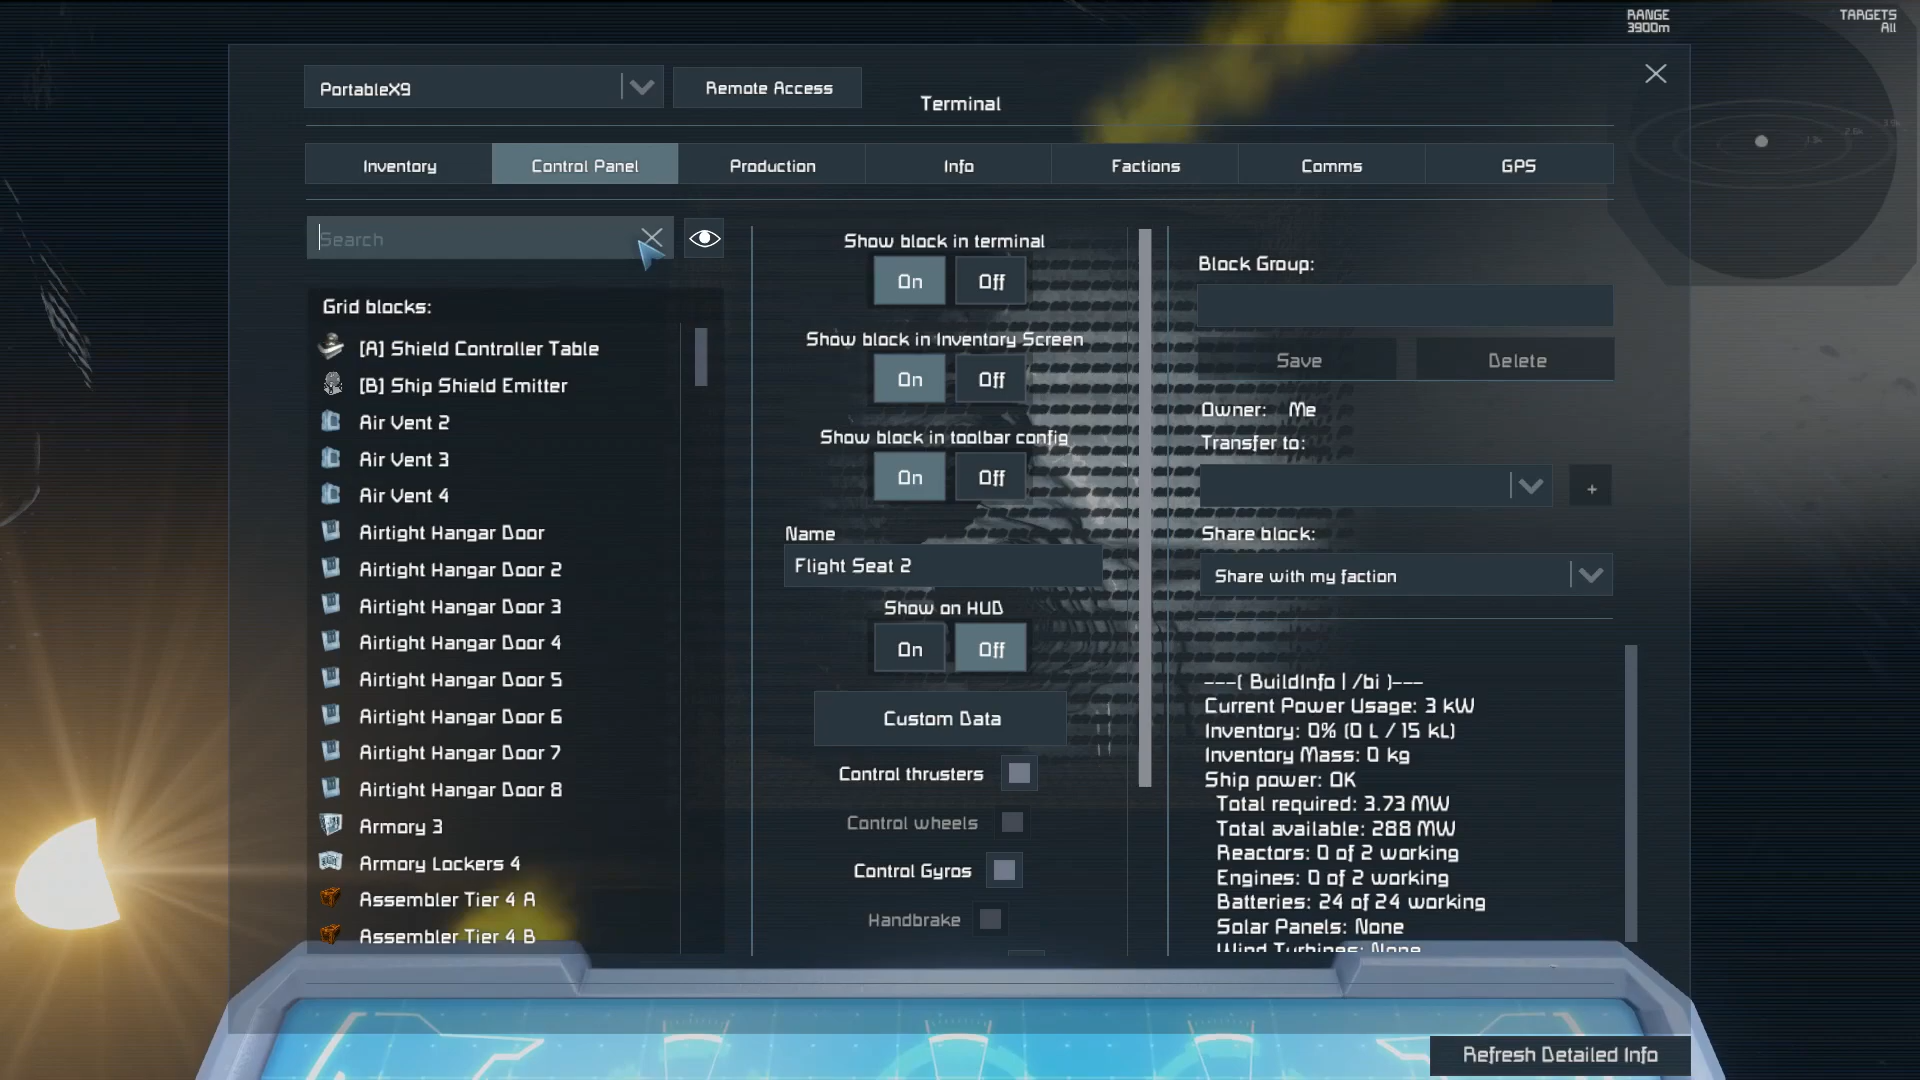 RANGE
3900m
TARGETS
All
PortableX9
Remote Access
Terminal
Inventory
Control Panel
Production
Info
Factions
Comms
GPS
Search
Grid blocks:
[A] Shield Controller Table
[B] Ship Shield Emitter
Air Vent 2
Air Vent 3
Air Vent 4
Airtight Hangar Door
Airtight Hangar Door 2
Airtight Hangar Door 3
Airtight Hangar Door 4
Airtight Hangar Door 5
Airtight Hangar Door 6
Airtight Hangar Door 7
Airtight Hangar Door 8
Armory 3
Armory Lockers 4
Assembler Tier 4 A
Assembler Tier 4 B
Show block in terminal
On Off
Show block in Inventory Screen
On Off
Show block in toolbar config
On Off
Name
Flight Seat 2
Show on HUD
On Off
Custom Data
Control thrusters
Control wheels
Control Gyros
Handbrake
Block Group:
Save
Delete
Owner: Me
Transfer to:
+
Share block:
Share with my faction
---( BuildInfo | /bi )---
Current Power Usage: 3 kW
Inventory: 0% (0 L / 15 kL)
Inventory Mass: 0 kg
Ship power: OK
Total required: 3.73 MW
Total available: 288 MW
Reactors: 0 of 2 working
Engines: 0 of 2 working
Batteries: 24 of 24 working
Solar Panels: None
Wind Turbines: None
Refresh Detailed Info